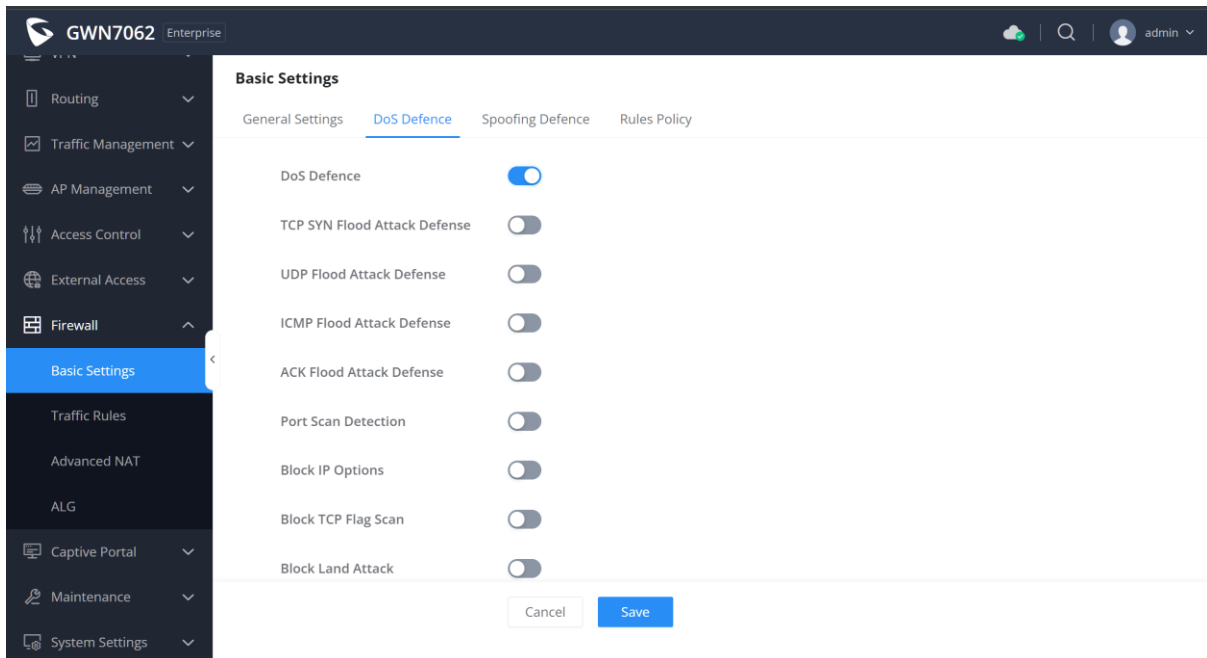 GWN7062 Enterprise
admin
Routing
Traffic Management
AP Management
Access Control
External Access
Firewall
Basic Settings
Traffic Rules
Advanced NAT
ALG
Captive Portal
Maintenance
System Settings
Basic Settings
General Settings DoS Defence Spoofing Defence Rules Policy
DoS Defence
TCP SYN Flood Attack Defense
UDP Flood Attack Defense
ICMP Flood Attack Defense
ACK Flood Attack Defense
Port Scan Detection
Block IP Options
Block TCP Flag Scan
Block Land Attack
Cancel Save